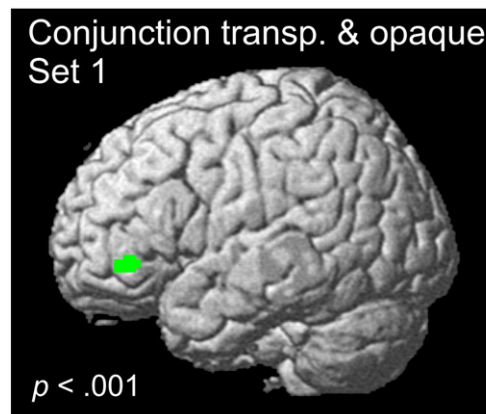 Conjunction transp. & opaque
Set 1
p < .001